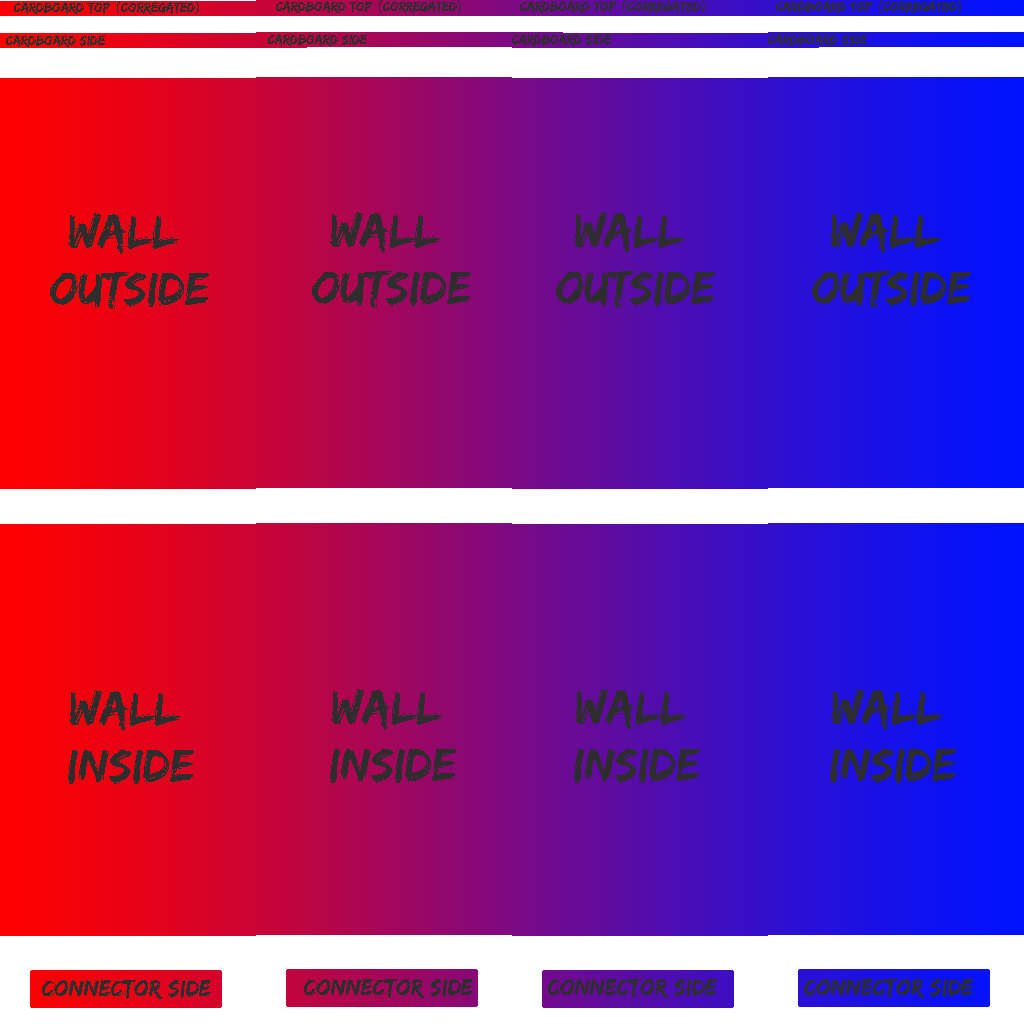 CARDBOARD TOP (CORREGATED) CARDBOARD TOP (CORREGATED) CARDBOARD TOP (CORREGATED) CARDBOARD TOP (CORREGATED)
CARDBOARD SIDE CARDBOARD SIDE CARDBOARD SIDE CARDBOARD SIDE
WALL WALL WALL WALL
OUTSIDE OUTSIDE OUTSIDE OUTSIDE
WALL WALL WALL WALL
INSIDE INSIDE INSIDE INSIDE
CONNECTOR SIDE CONNECTOR SIDE CONNECTOR SIDE CONNECTOR SIDE